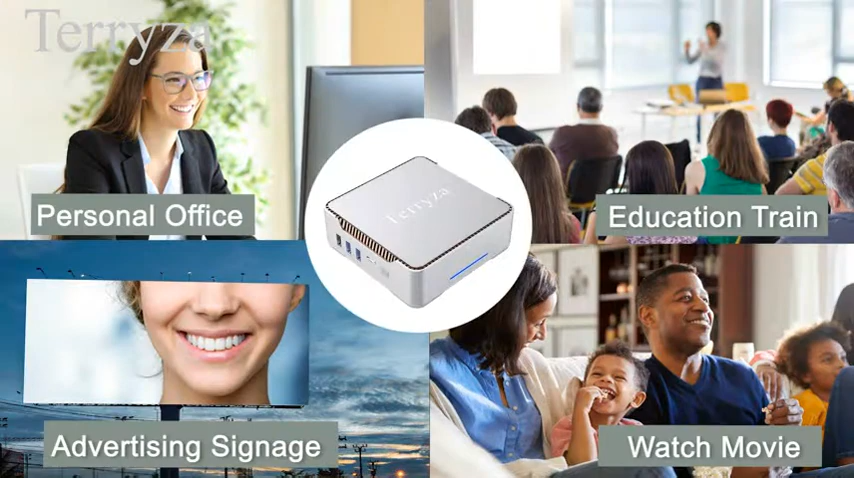 Terryza
Personal Office
Education Train
Terryza
Advertising Signage
Watch Movie